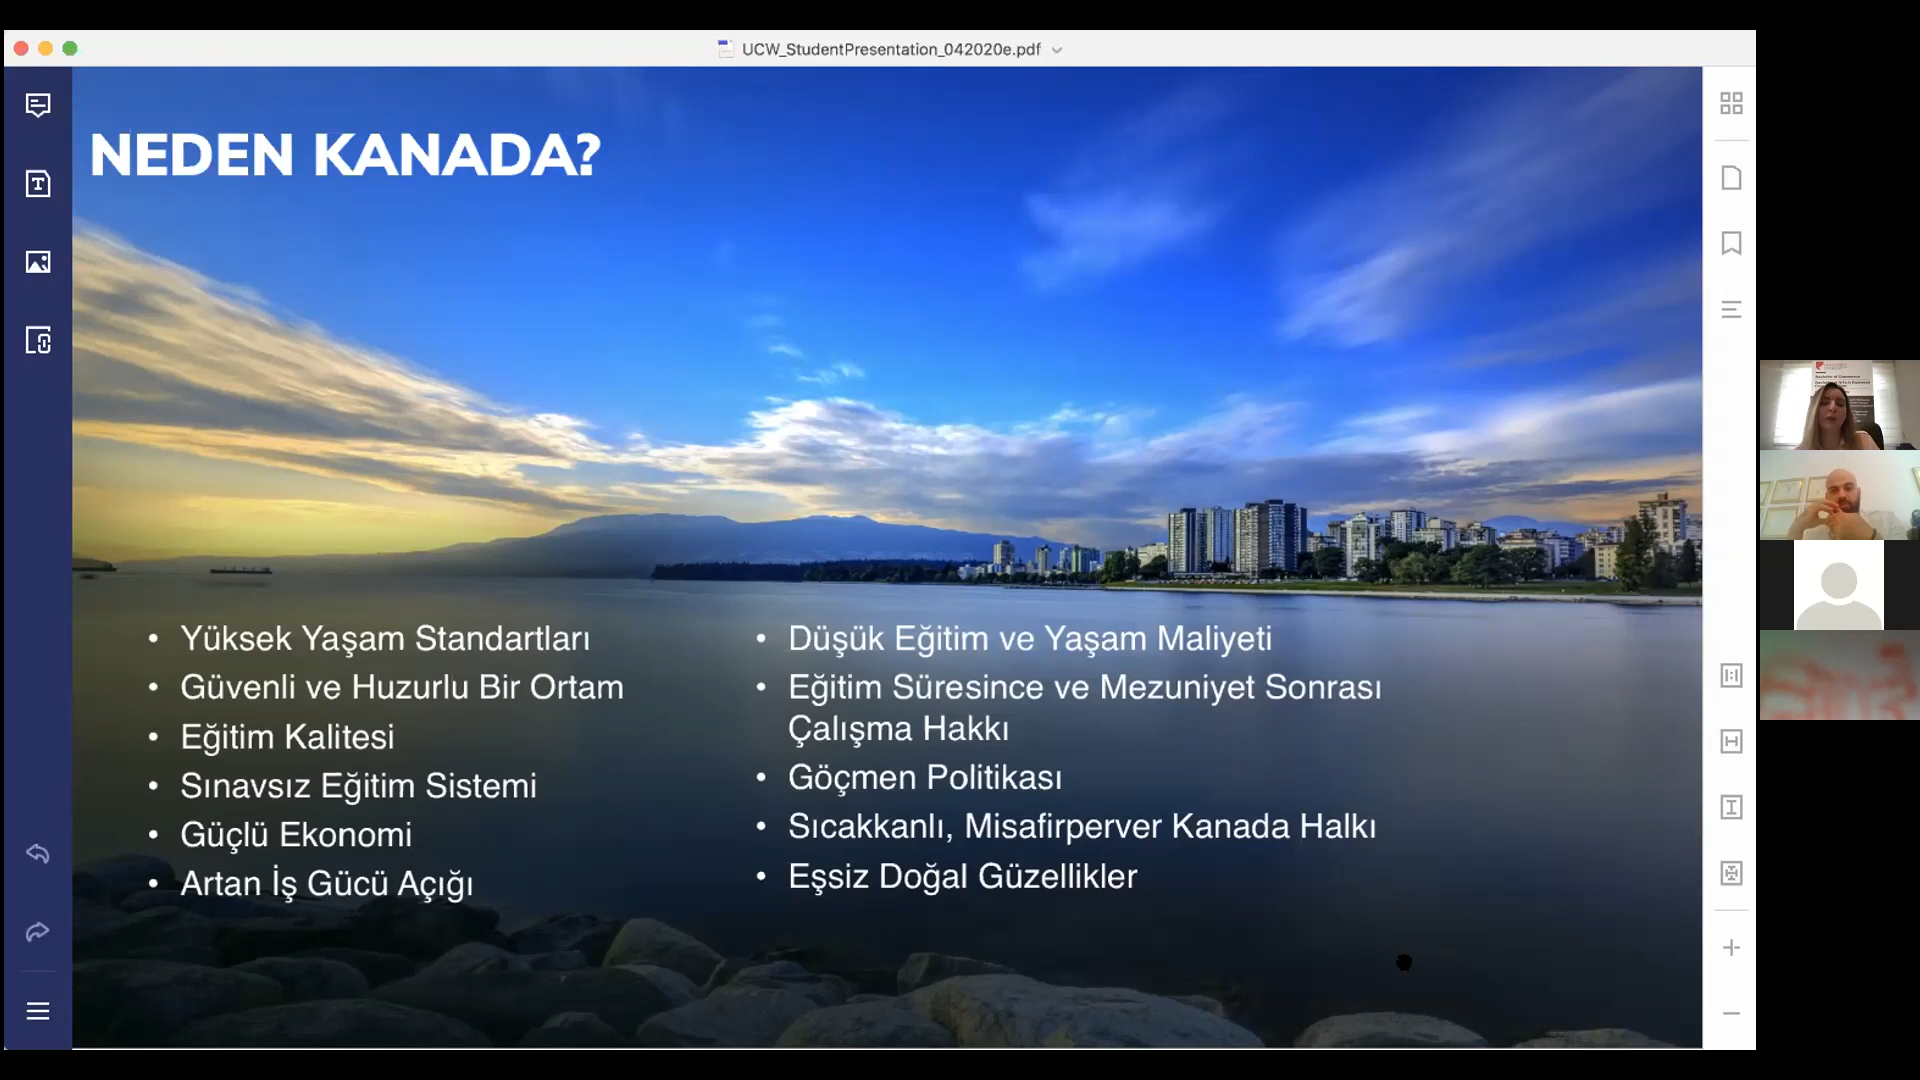 UCW_StudentPresentation_042020e.pdf
NEDEN KANADA?
• Yüksek Yaşam Standartları
• Güvenli ve Huzurlu Bir Ortam
• Eğitim Kalitesi
• Sınavsız Eğitim Sistemi
• Güçlü Ekonomi
• Artan İş Gücü Açığı
• Düşük Eğitim ve Yaşam Maliyeti
• Eğitim Süresince ve Mezuniyet Sonrası
Çalışma Hakkı
• Göçmen Politikası
• Sıcakkanlı, Misafirperver Kanada Halkı
• Eşsiz Doğal Güzellikler